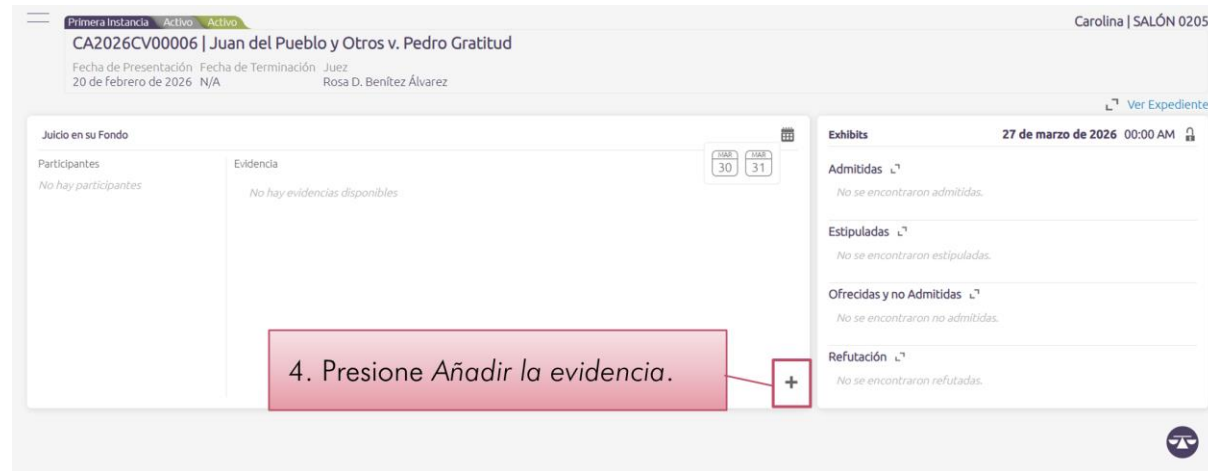 Primera Instancia Activo Activo
Carolina | SALÓN 0205
CA2026CV00006 | Juan del Pueblo y Otros v. Pedro Gratitud
Fecha de Presentación Fecha de Terminación Juez
20 de febrero de 2026 N/A Rosa D. Benítez Álvarez
Ver Expediente
Juicio en su Fondo
Participantes
No hay participantes
Evidencia
No hay evidencias disponibles
MAR MAR
30 31
4. Presione Añadir la evidencia.
+
Exhibits 27 de marzo de 2026 00:00 AM
Admitidas
No se encontraron admitidas.
Estipuladas
No se encontraron estipuladas.
Ofrecidas y no Admitidas
No se encontraron no admitidas.
Refutación
No se encontraron refutadas.